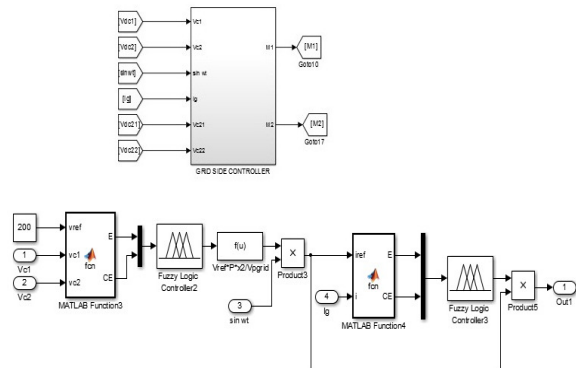 [Vdc1]
Vc1
[Vdc2]
Vc2
M1
[M1]
Goto10
[sinwt]
sin wt
[Ig]
Ig
[Vdc21]
Vc21
M2
[M2]
Goto17
[Vdc22]
Vc22
GRID SIDE CONTROLLER
200
vref
E
1
vc1
fcn
Vc1
2
vc2
CE
Vc2
MATLAB Function3
Fuzzy Logic
Controller2
f(u)
Vref*P*x2/Vpgrid
X
Product3
3
sin wt
iref
E
fcn
4
i
CE
Ig
MATLAB Function4
Fuzzy Logic
Controller3
X
Product5
1
Out1